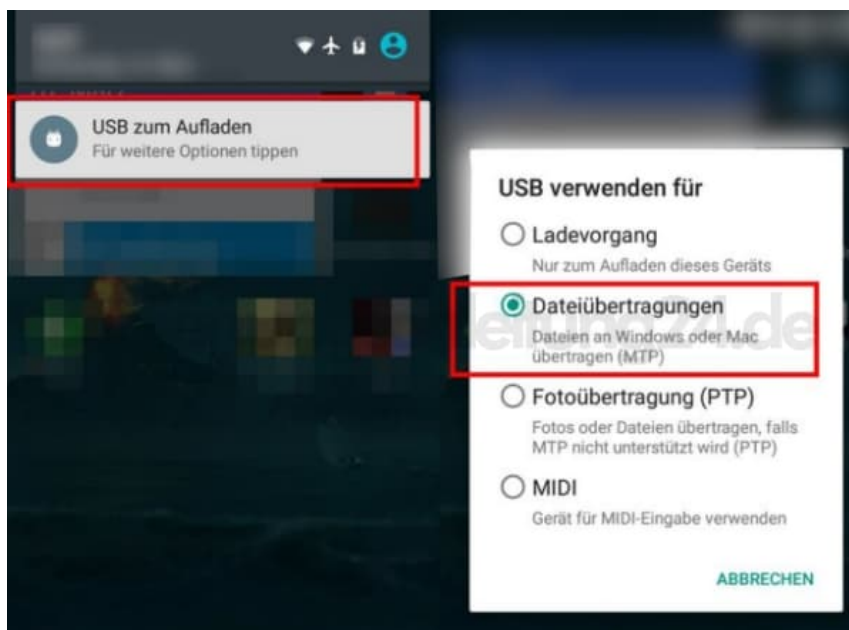 USB zum Aufladen
Für weitere Optionen tippen
USB verwenden für
Ladevorgang
Nur zum Aufladen dieses Geräts
Dateiübertragungen
Dateien an Windows oder Mac
übertragen (MTP)
Fotoübertragung (PTP)
Fotos oder Dateien übertragen, falls
MTP nicht unterstützt wird (PTP)
MIDI
Gerät für MIDI-Eingabe verwenden
ABBRECHEN